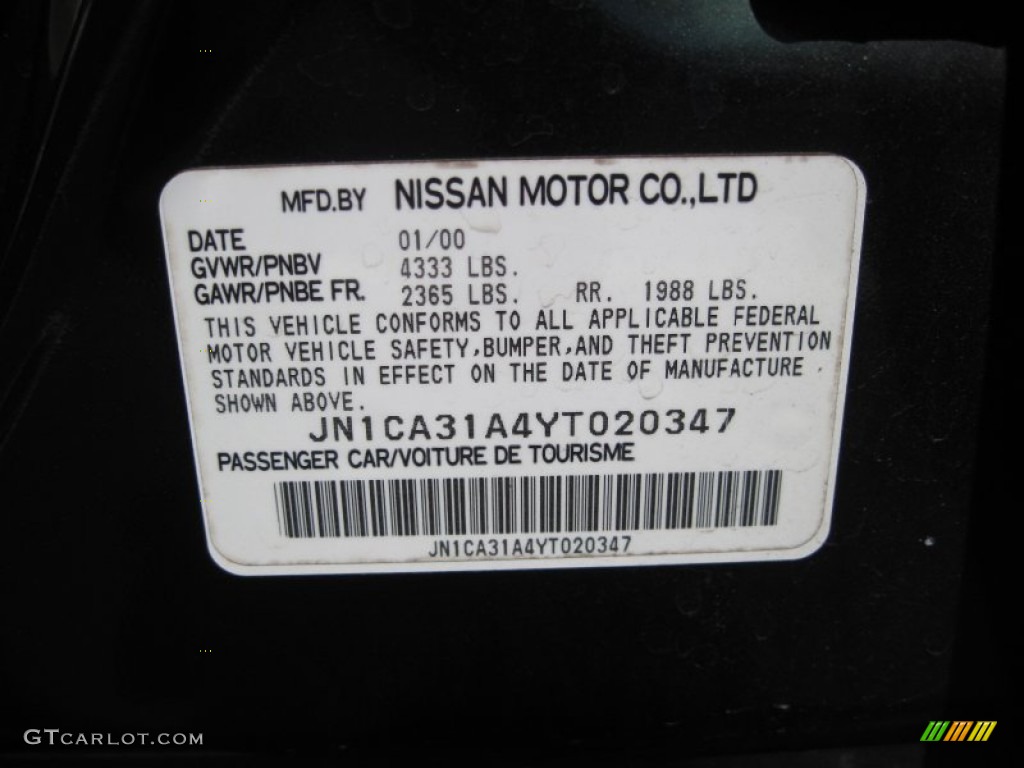 MFD.BY NISSAN MOTOR CO.,LTD
DATE 01/00
GVWR/PNBV 4333 LBS.
GAWR/PNBE FR. 2365 LBS. RR. 1988 LBS.
THIS VEHICLE CONFORMS TO ALL APPLICABLE FEDERAL
MOTOR VEHICLE SAFETY,BUMPER,AND THEFT PREVENTION
STANDARDS IN EFFECT ON THE DATE OF MANUFACTURE
SHOWN ABOVE.
JN1CA31A4YT020347
PASSENGER CAR/VOITURE DE TOURISME
JN1CA31A4YT020347
GTCARLOT.COM